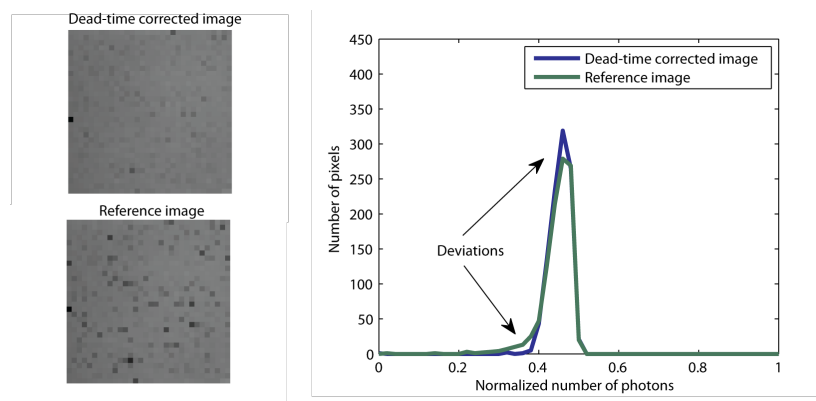 Dead-time corrected image
Reference image
450
400
350
300
250
200
150
100
50
0
Number of pixels
Dead-time corrected image
Reference image
Deviations
0 0.2 0.4 0.6 0.8 1
Normalized number of photons